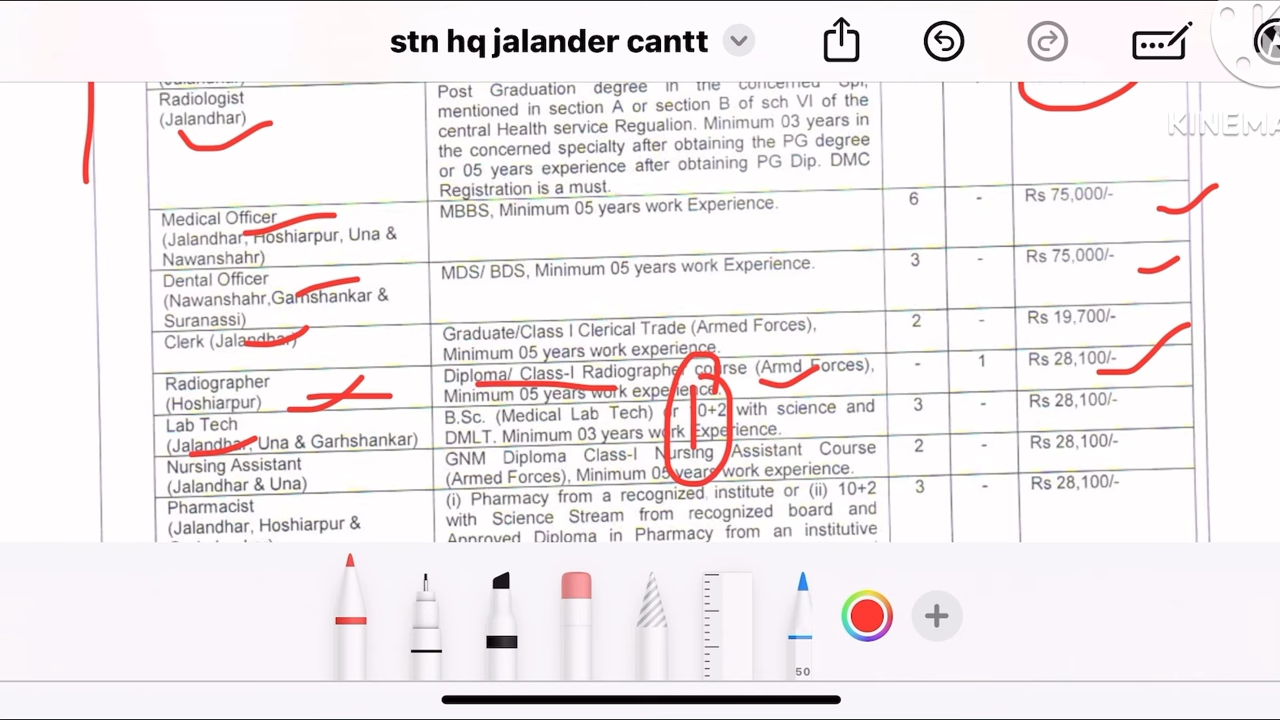 stn hq jalander cantt
Radiologist
(Jalandhar)
Post Graduation degree in the concerned Spl,
mentioned in section A or section B of sch VI of the
central Health service Regualion. Minimum 03 years in
the concerned specialty after obtaining the PG degree
or 05 years experience after obtaining PG Dip. DMC
Registration is a must.
Medical Officer
(Jalandhar, Hoshiarpur, Una &
Nawanshahr)
MBBS, Minimum 05 years work Experience.
6
-
Rs 75,000/-
Dental Officer
(Nawanshahr,Garhshankar &
Suranassi)
MDS/ BDS, Minimum 05 years work Experience.
3
-
Rs 75,000/-
Clerk (Jalandhar)
Graduate/Class I Clerical Trade (Armed Forces),
Minimum 05 years work experience.
2
-
Rs 19,700/-
Radiographer
(Hoshiarpur)
Diploma/ Class-I Radiographer course (Armd Forces),
Minimum 05 years work experience.
-
1
Rs 28,100/-
Lab Tech
(Jalandhar, Una & Garhshankar)
B.Sc. (Medical Lab Tech) or 10+2 with science and
DMLT. Minimum 03 years work Experience.
3
-
Rs 28,100/-
Nursing Assistant
(Jalandhar & Una)
GNM Diploma Class-I Nursing Assistant Course
(Armed Forces), Minimum 05 years work experience.
2
-
Rs 28,100/-
Pharmacist
(Jalandhar, Hoshiarpur &
(i) Pharmacy from a recognized institute or (ii) 10+2
with Science Stream from recognized board and
Approved Diploma in Pharmacy from an institutive
3
-
Rs 28,100/-
KINEMA
50